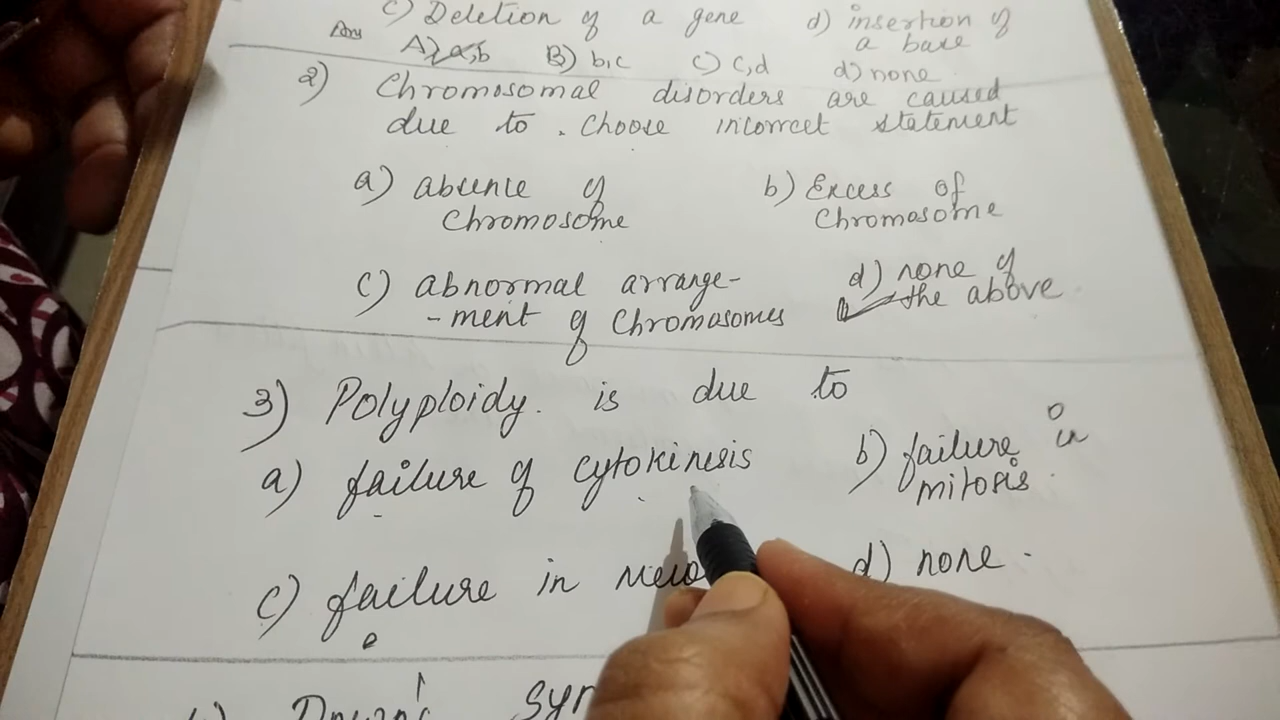 c) Deletion of a gene d) insertion of
a base
Ans A) a,b B) b,c c) c,d d) none
2) Chromosomal disorders are caused
due to . Choose incorrect statement
a) absence of b) Excess of
Chromosome Chromosome
c) abnormal arrange- d) none of
-ment of Chromosomes the above
3) Polyploidy. is due to
a) failure of cytokinesis b) failure in
mitosis.
c) failure in d) none.